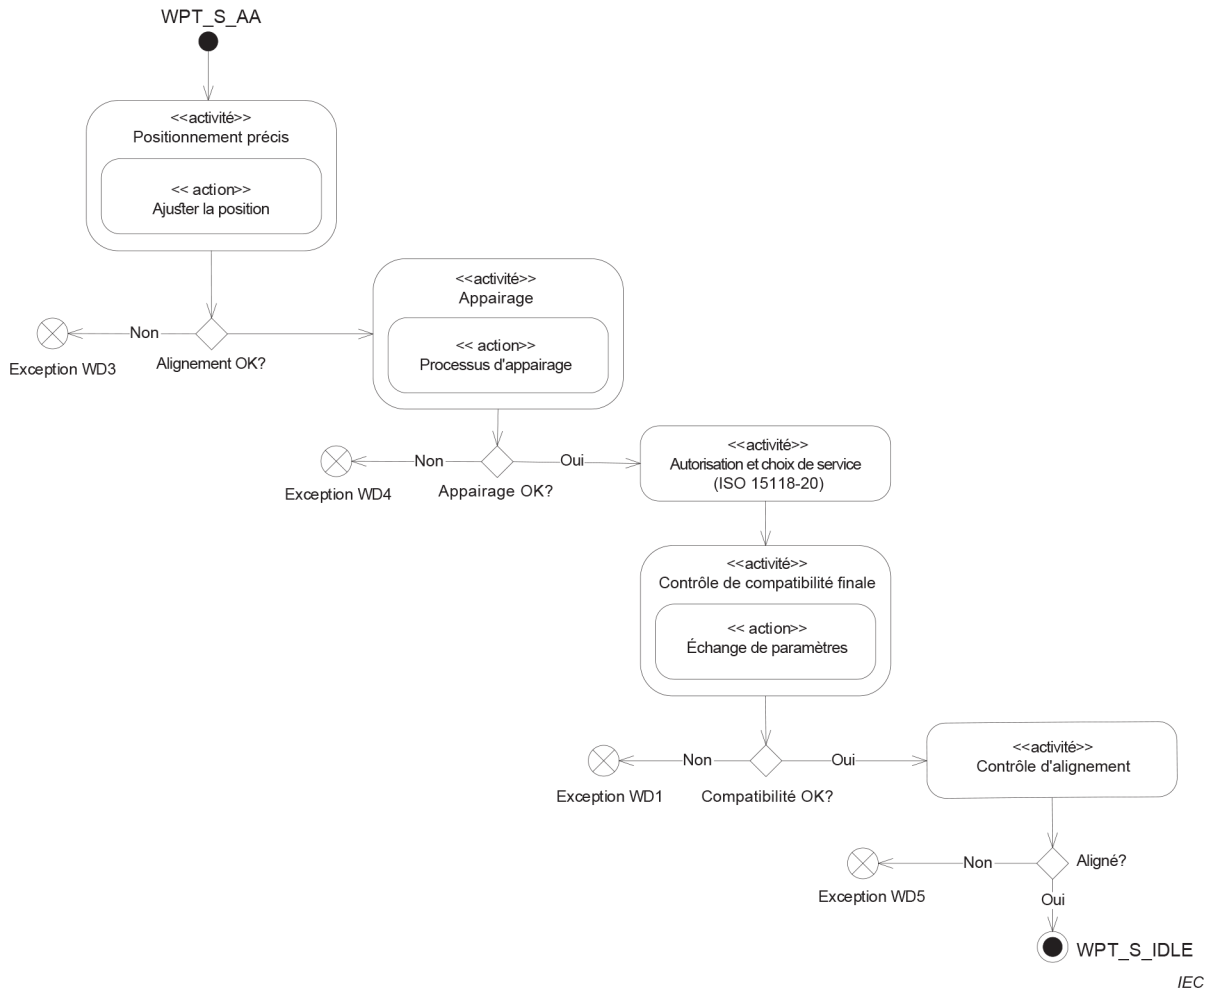 WPT_S_AA
<<activité>>
Positionnement précis
<< action>>
Ajuster la position
Non
Alignement OK?
Exception WD3
<<activité>>
Appairage
<< action>>
Processus d'appairage
Non
Oui
Appairage OK?
Exception WD4
<<activité>>
Autorisation et choix de service
(ISO 15118-20)
<<activité>>
Contrôle de compatibilité finale
<< action>>
Échange de paramètres
Non
Oui
Exception WD1
Compatibilité OK?
<<activité>>
Contrôle d'alignement
Non
Aligné?
Exception WD5
Oui
WPT_S_IDLE
IEC